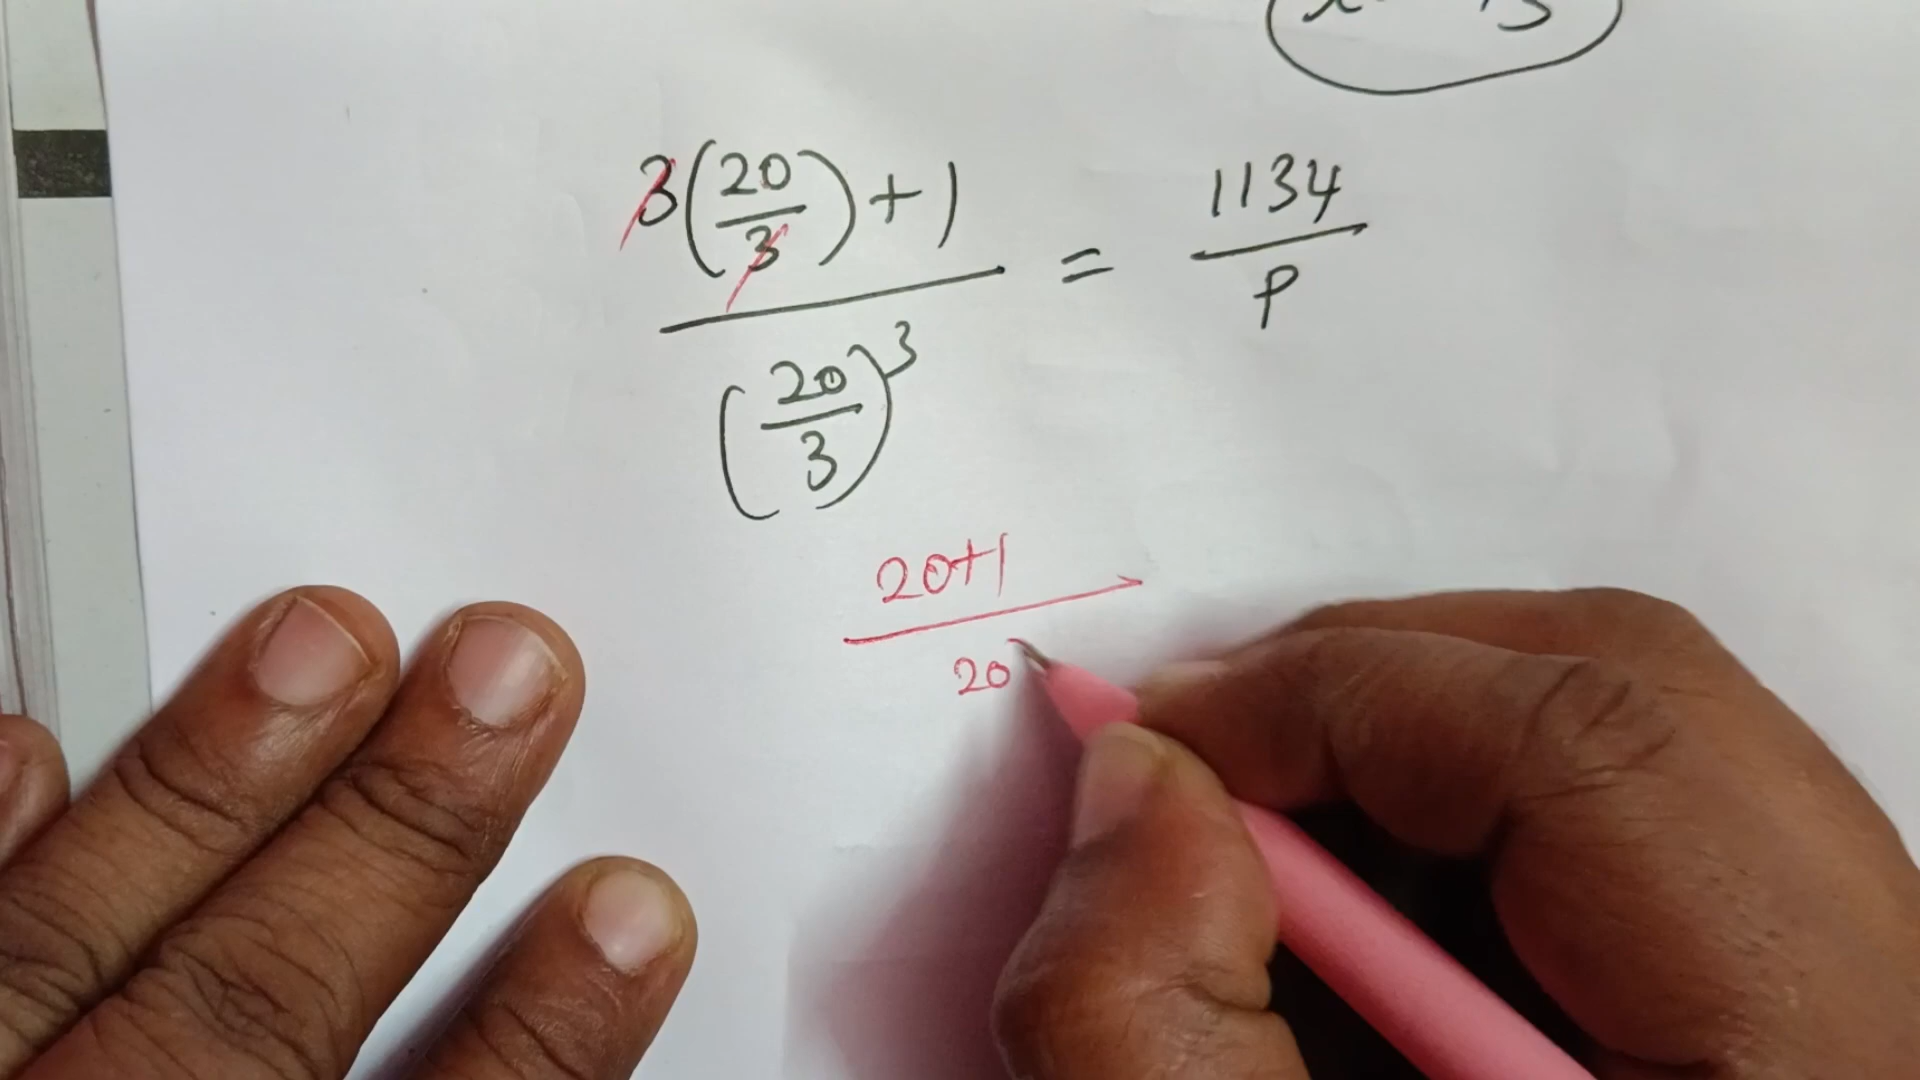 3(20/3)+1 / (20/3)³ = 1134 / P
20+1 / 20